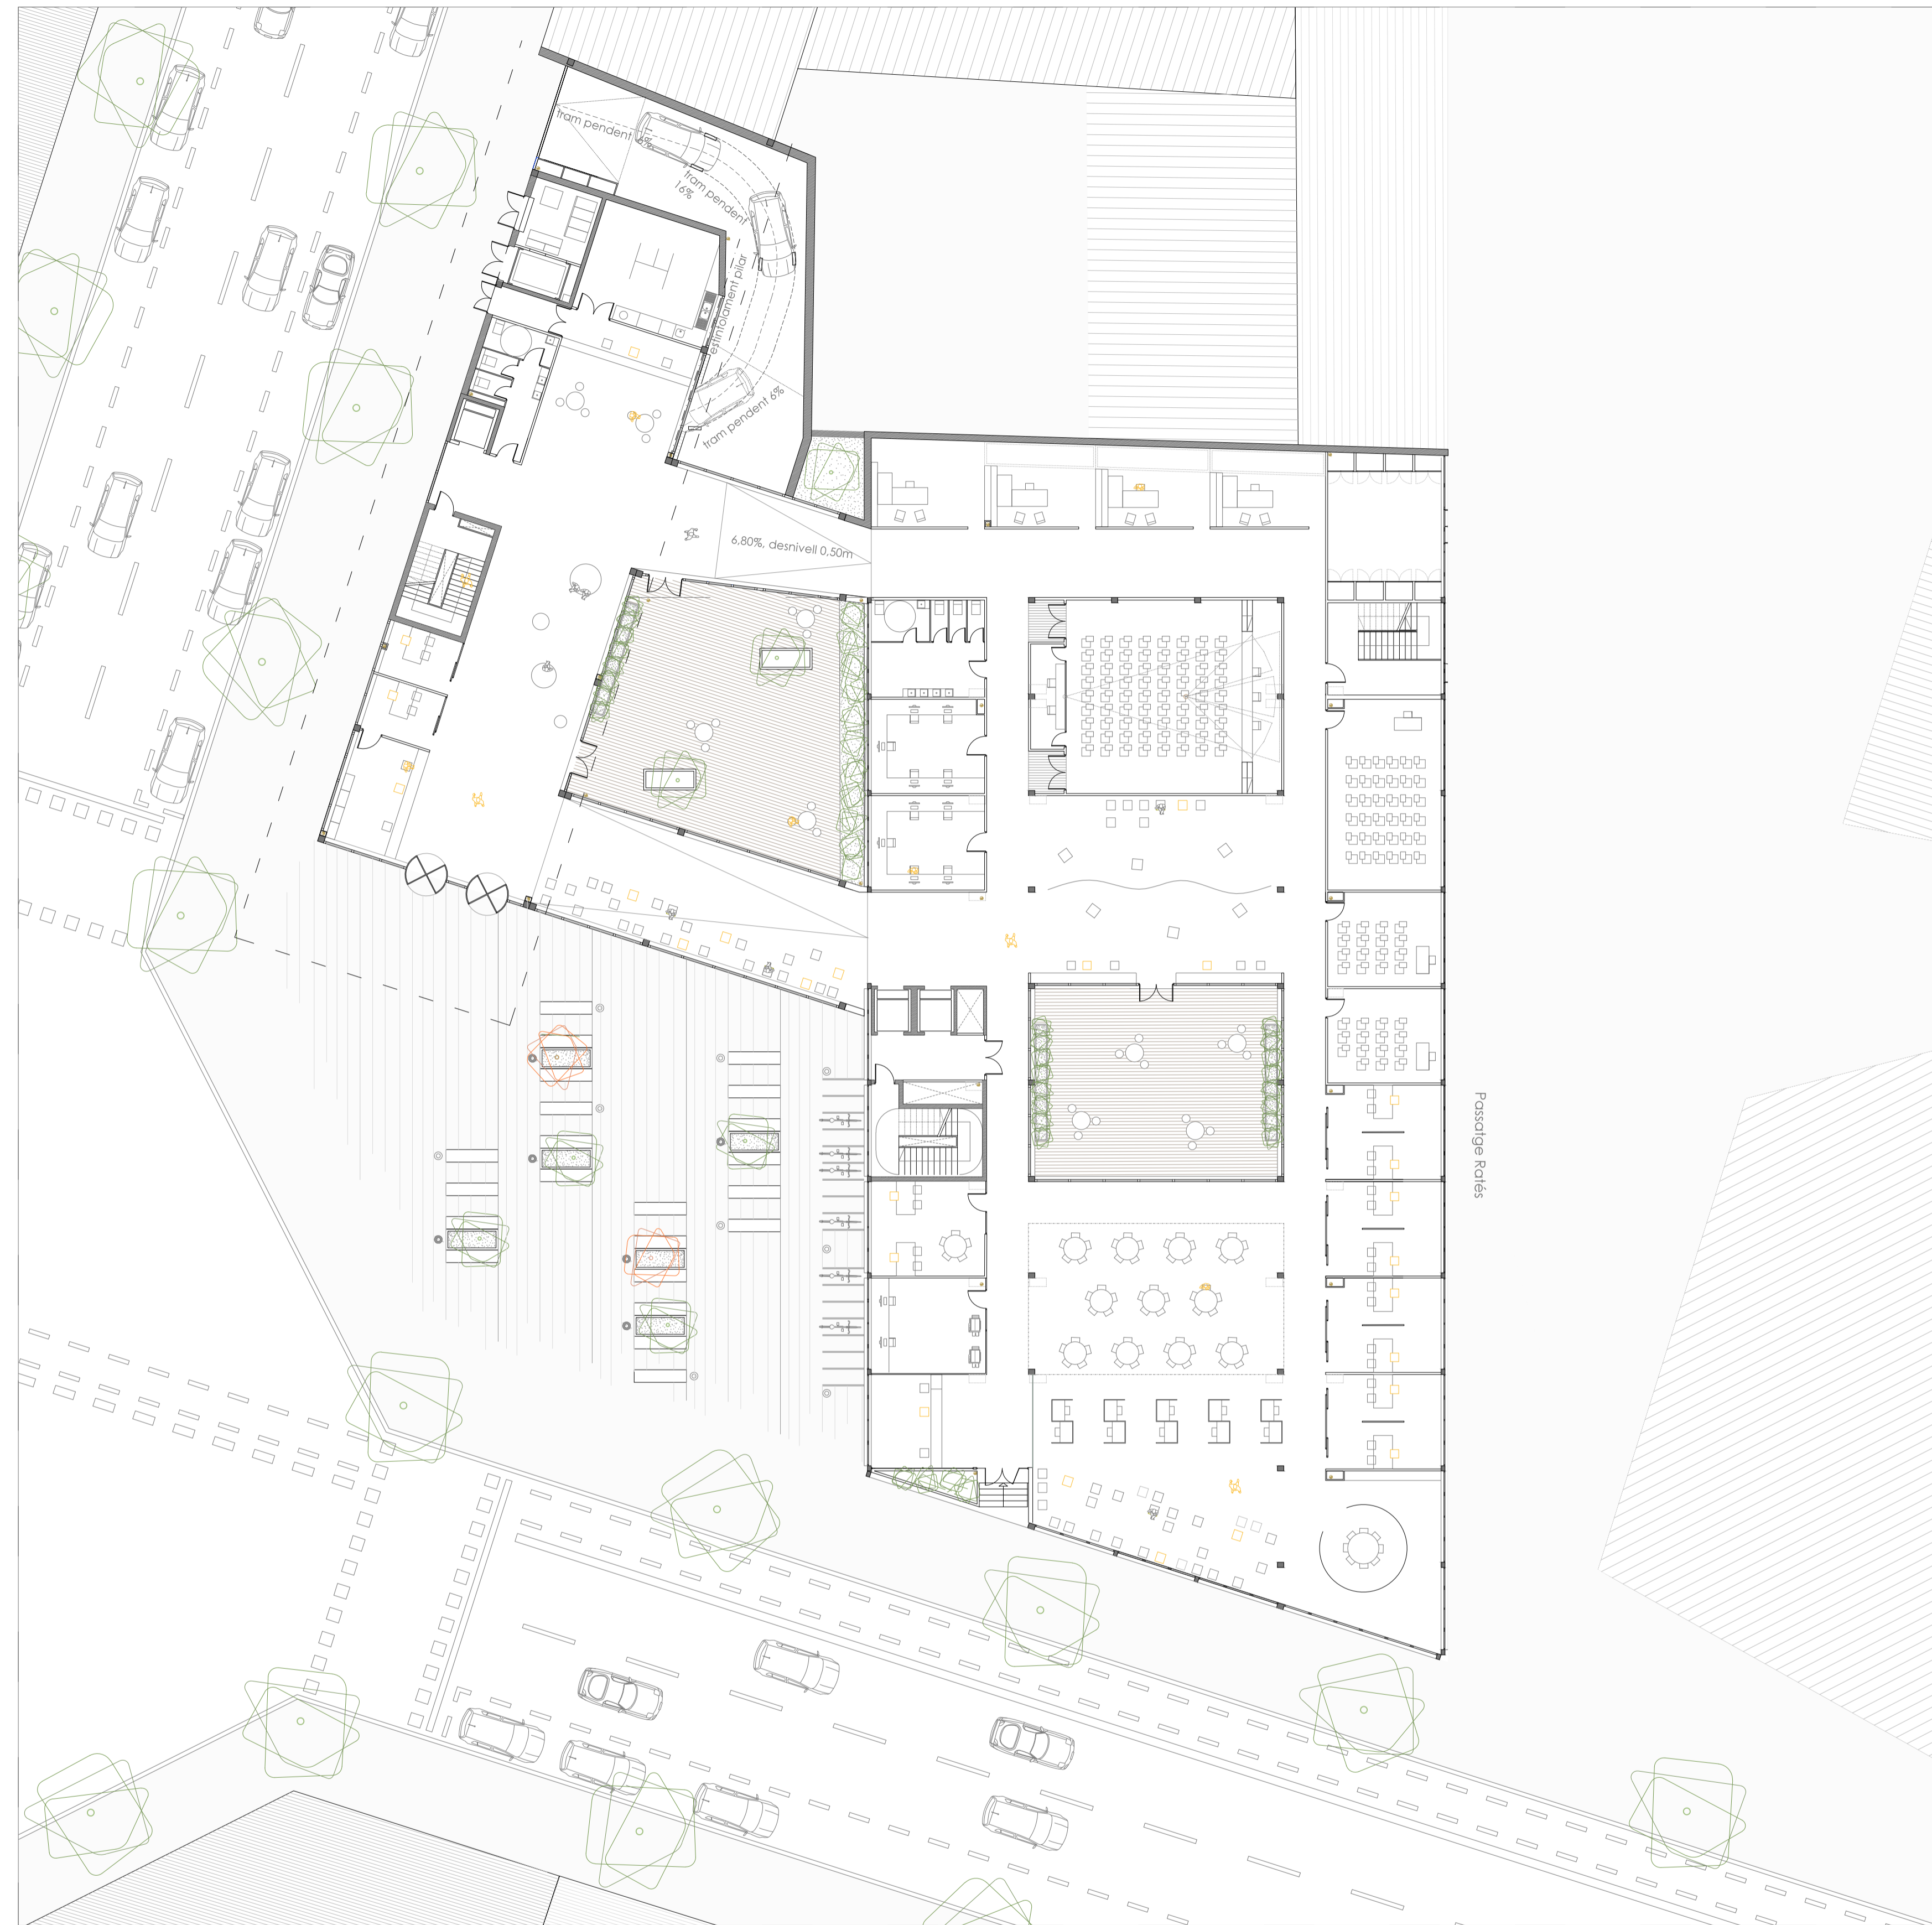 tram pendent 6%
tram pendent
16%
estintolament pilar
tram pendent 6%
6,80%, desnivell 0,50m
Passatge Ratés